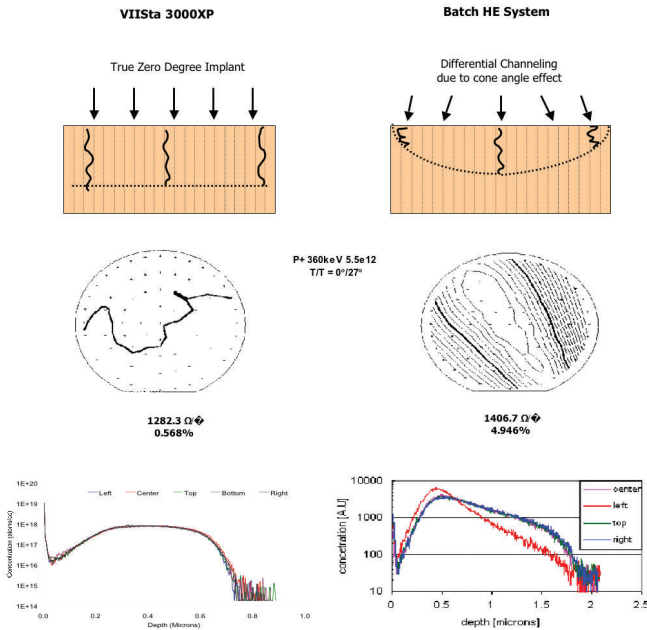 VIISta 3000XP
Batch HE System
True Zero Degree Implant
Differential Channeling
due to cone angle effect
P+ 360keV 5.5e12
T/T = 0°/27°
1282.3 Ω/�
0.568%
1406.7 Ω/�
4.946%
1E+20
1E+19
1E+18
1E+17
1E+16
1E+15
1E+14
Concentration (atoms/cc)
Left
Center
Top
Bottom
Right
0.0
0.2
0.4
0.6
0.8
1.0
Depth (Microns)
10000
1000
100
10
concetration [A.U]
center
left
top
right
0
0.5
1
1.5
2
2.5
depth [microns]